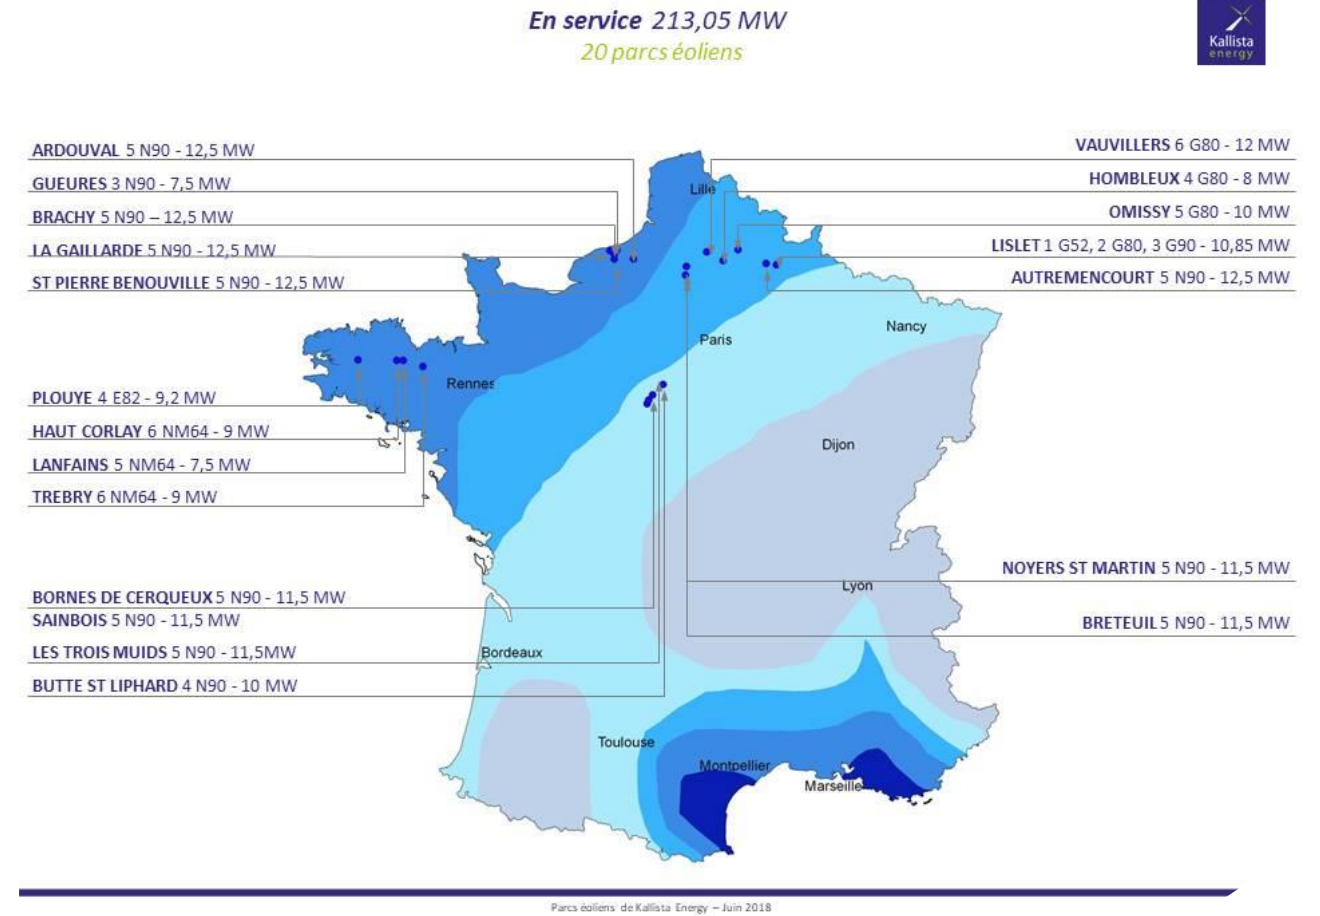 En service 213,05 MW
20 parcs éoliens
Kallista
energy
ARDOUVAL 5 N90 - 12,5 MW
GUEURES 3 N90 - 7,5 MW
BRACHY 5 N90 – 12,5 MW
LA GAILLARDE 5 N90 - 12,5 MW
ST PIERRE BENOUVILLE 5 N90 - 12,5 MW
VAUVILLERS 6 G80 - 12 MW
HOMBLEUX 4 G80 - 8 MW
OMISSY 5 G80 - 10 MW
LISLET 1 G52, 2 G80, 3 G90 - 10,85 MW
AUTREMENCOURT 5 N90 - 12,5 MW
Lille
Nancy
Paris
Rennes
PLOUYE 4 E82 - 9,2 MW
HAUT CORLAY 6 NM64 - 9 MW
LANFAINS 5 NM64 - 7,5 MW
TREBRY 6 NM64 - 9 MW
Dijon
NOYERS ST MARTIN 5 N90 - 11,5 MW
Lyon
BRETEUIL 5 N90 - 11,5 MW
BORNES DE CERQUEUX 5 N90 - 11,5 MW
SAINBOIS 5 N90 - 11,5 MW
LES TROIS MUIDS 5 N90 - 11,5MW
BUTTE ST LIPHARD 4 N90 - 10 MW
Bordeaux
Toulouse
Montpellier
Marseille
Parcs éoliens de Kallista Energy – Juin 2018